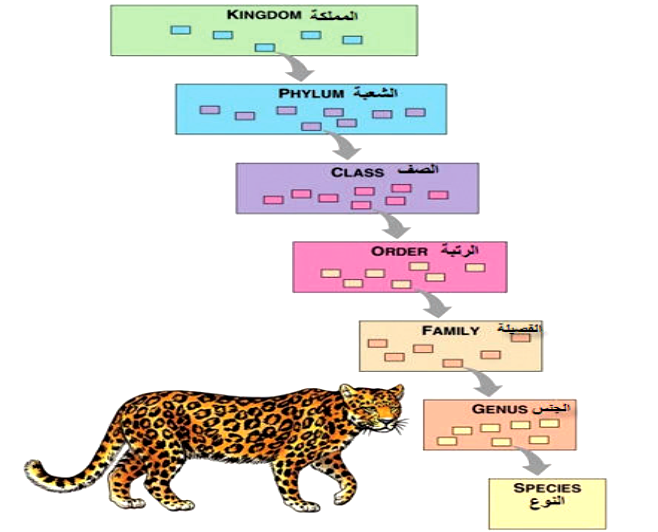 KINGDOM المملكة
PHYLUM الشعبة
CLASS الصف
ORDER الرتبة
FAMILY الفصيلة
GENUS الجنس
SPECIES
النوع